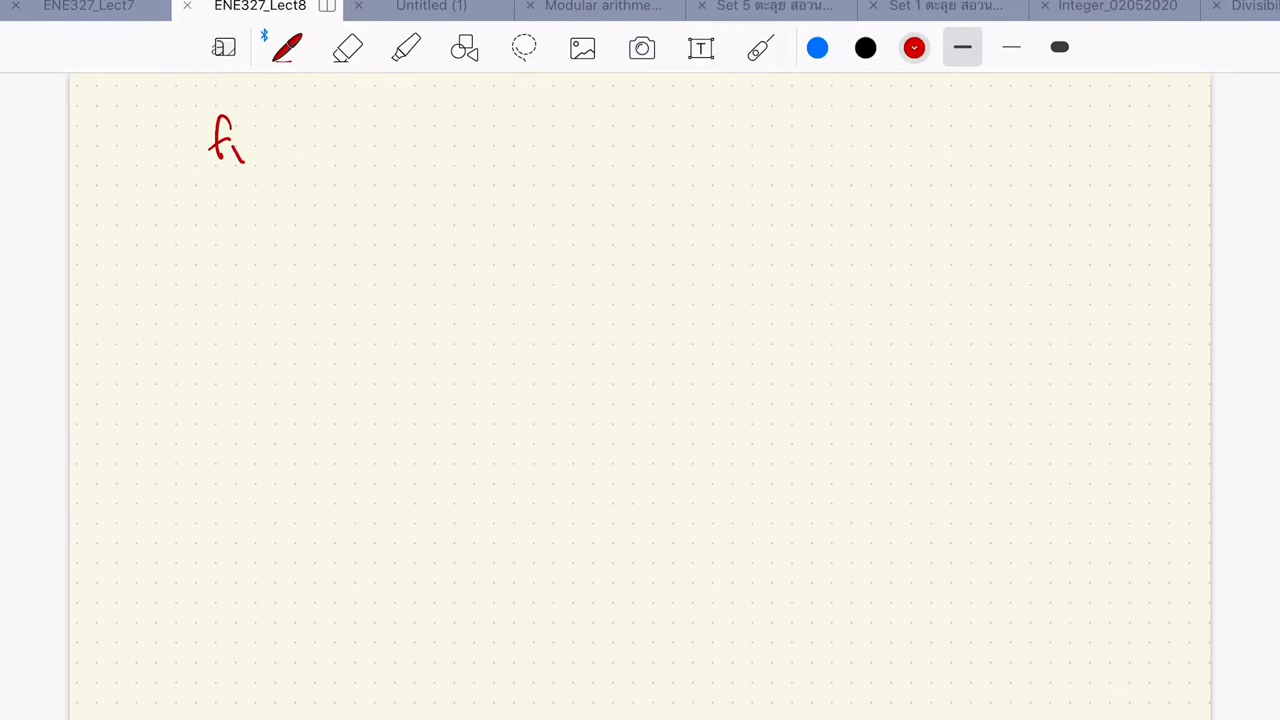 ENE327_Lect7
ENE327_Lect8
Untitled (1)
Modular arithme...
Set 5 ตะลุย สอวน...
Set 1 ตะลุย สอวน...
Integer_02052020
Divisibi